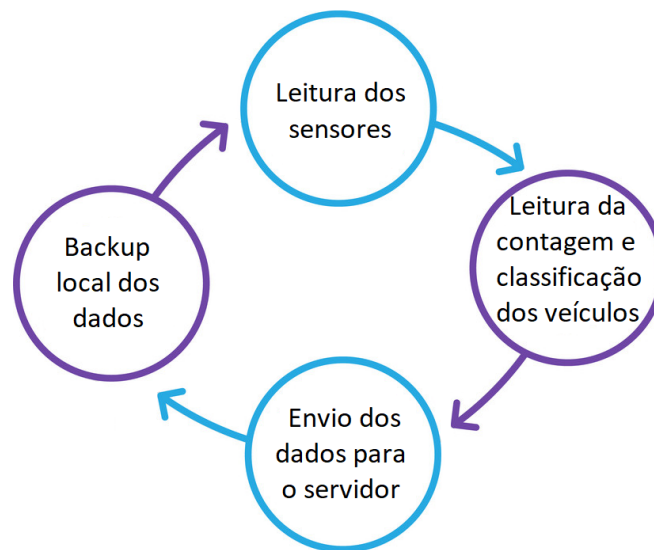 Leitura dos
sensores
Leitura da
contagem e
classificação
dos veículos
Envio dos
dados para
o servidor
Backup
local dos
dados